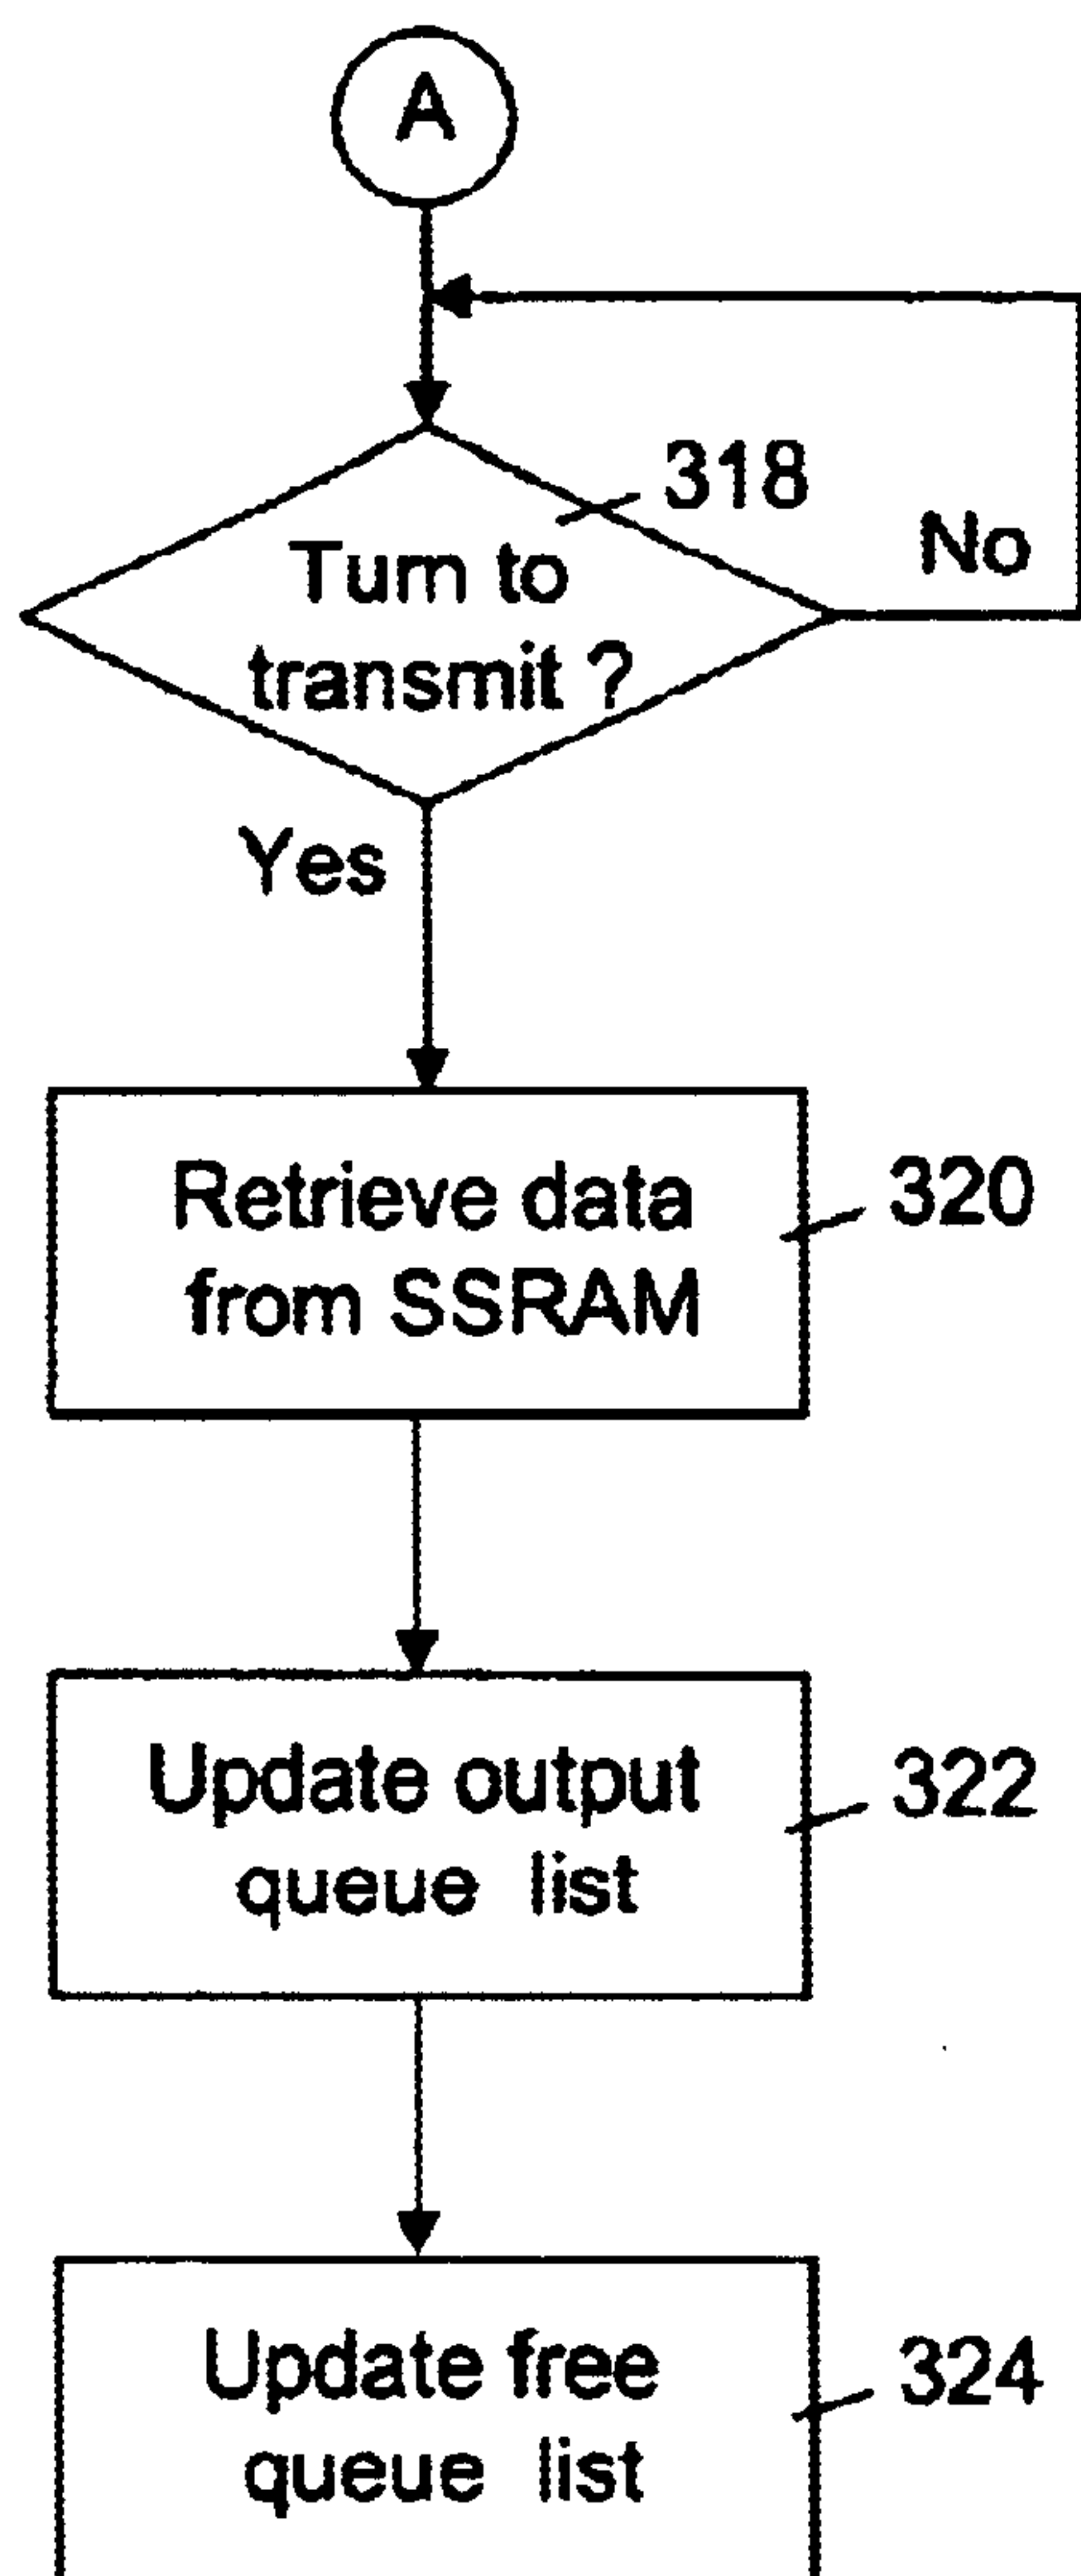 A
318
No
Turn to
transmit ?
Yes
Retrieve data
from SSRAM
320
Update output
queue list
322
Update free
queue list
324